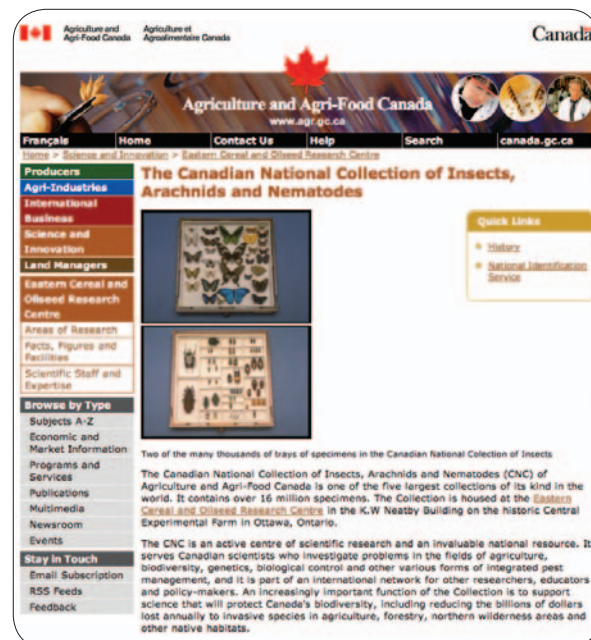 Agriculture and Agriculture et
Agri-Food Canada Agroalimentaire Canada
Canada
Agriculture and Agri-Food Canada
www.agr.gc.ca
Français Home Contact Us Help Search canada.gc.ca
Home > Science and Innovation > Eastern Cereal and Oilseed Research Centre
Producers
Agri-Industries
International
Business
Science and
Innovation
Land Managers
Eastern Cereal and
Oilseed Research
Centre
Areas of Research
Facts, Figures and
Facilities
Scientific Staff and
Expertise
Browse by Type
Subjects A-Z
Economic and
Market Information
Programs and
Services
Publications
Multimedia
Newsroom
Events
Stay in Touch
Email Subscription
RSS Feeds
Feedback
The Canadian National Collection of Insects,
Arachnids and Nematodes
Quick Links
History
National Identification
Service
Two of the many thousands of trays of specimens in the Canadian National Collection of Insects
The Canadian National Collection of Insects, Arachnids and Nematodes (CNC) of
Agriculture and Agri-Food Canada is one of the five largest collections of its kind in the
world. It contains over 16 million specimens. The Collection is housed at the Eastern
Cereal and Oilseed Research Centre in the K.W Neatby Building on the historic Central
Experimental Farm in Ottawa, Ontario.
The CNC is an active centre of scientific research and an invaluable national resource. It
serves Canadian scientists who investigate problems in the fields of agriculture,
biodiversity, genetics, biological control and other various forms of integrated pest
management, and it is part of an international network for other researchers, educators
and policy-makers. An increasingly important function of the Collection is to support
science that will protect Canada's biodiversity, including reducing the billions of dollars
lost annually to invasive species in agriculture, forestry, northern wilderness areas and
other native habitats.